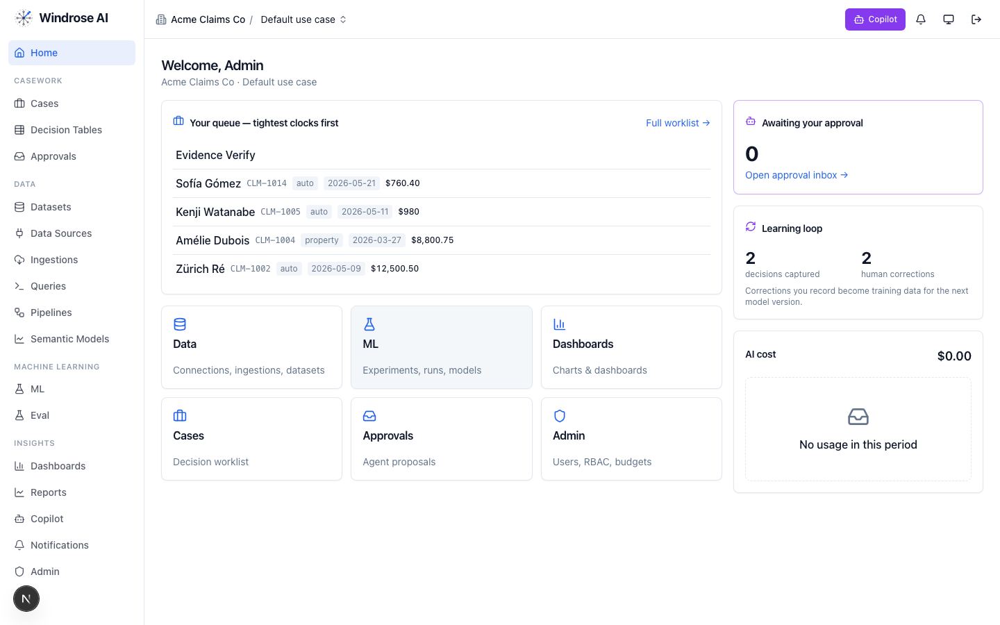 Windrose AI
Acme Claims Co / Default use case
Copilot
Home
CASEWORK
Cases
Decision Tables
Approvals
DATA
Datasets
Data Sources
Ingestions
Queries
Pipelines
Semantic Models
MACHINE LEARNING
ML
Eval
INSIGHTS
Dashboards
Reports
Copilot
Notifications
Admin
N
Welcome, Admin
Acme Claims Co · Default use case
Your queue — tightest clocks first
Full worklist →
Evidence Verify
Sofía Gómez CLM-1014 auto 2026-05-21 $760.40
Kenji Watanabe CLM-1005 auto 2026-05-11 $980
Amélie Dubois CLM-1004 property 2026-03-27 $8,800.75
Zürich Ré CLM-1002 auto 2026-05-09 $12,500.50
Data
Connections, ingestions, datasets
ML
Experiments, runs, models
Dashboards
Charts & dashboards
Cases
Decision worklist
Approvals
Agent proposals
Admin
Users, RBAC, budgets
Awaiting your approval
0
Open approval inbox →
Learning loop
2 2
decisions captured human corrections
Corrections you record become training data for the next
model version.
AI cost $0.00
No usage in this period